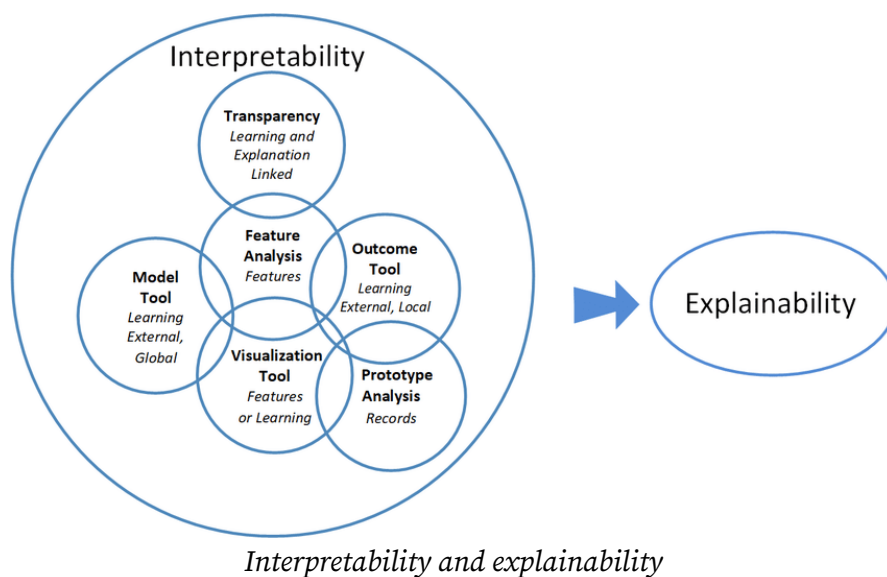 Interpretability
Transparency
Learning and
Explanation
Linked
Feature
Analysis
Features
Outcome
Tool
Learning
External, Local
Model
Tool
Learning
External,
Global
Visualization
Tool
Features
or Learning
Prototype
Analysis
Records
Explainability
Interpretability and explainability